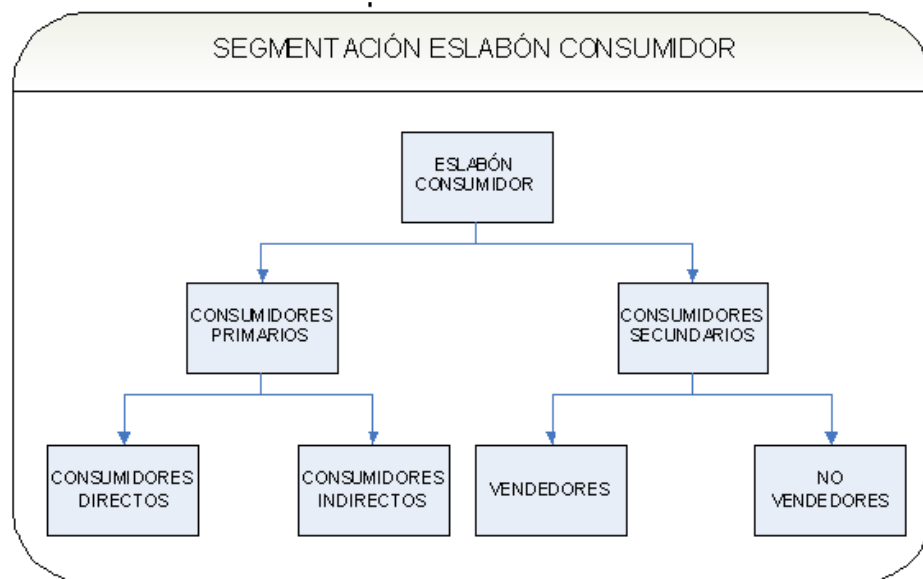 SEGMENTACIÓN ESLABÓN CONSUMIDOR
ESLABÓN
CONSUMIDOR
CONSUMIDORES
PRIMARIOS
CONSUMIDORES
SECUNDARIOS
CONSUMIDORES
DIRECTOS
CONSUMIDORES
INDIRECTOS
VENDEDORES
NO
VENDEDORES